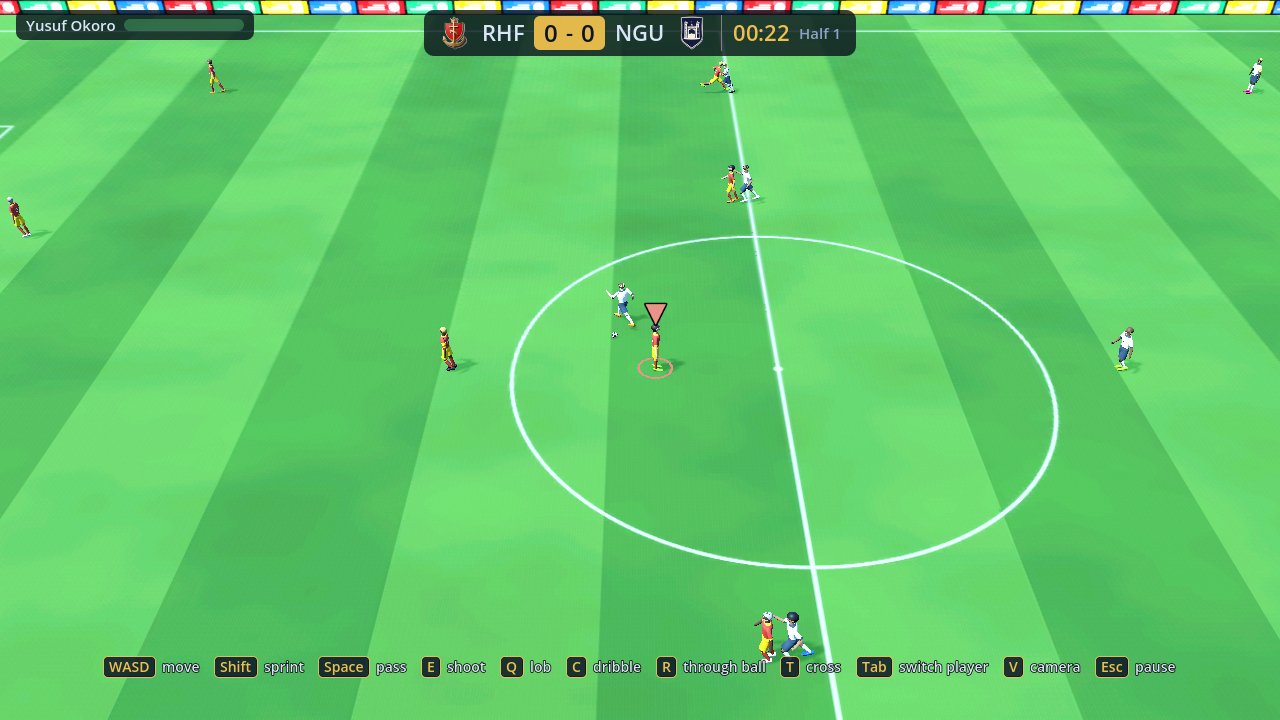 Yusuf Okoro
RHF 0 - 0 NGU 00:22 Half 1
WASD move Shift sprint Space pass E shoot Q lob C dribble R through ball T cross Tab switch player V camera Esc pause